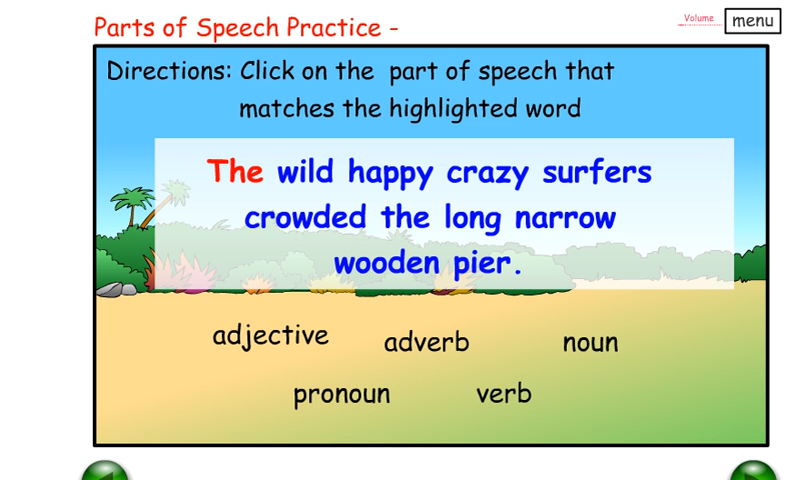 Parts of Speech Practice -
Volume
menu
Directions: Click on the part of speech that
matches the highlighted word
The wild happy crazy surfers
crowded the long narrow
wooden pier.
adjective adverb noun
pronoun verb